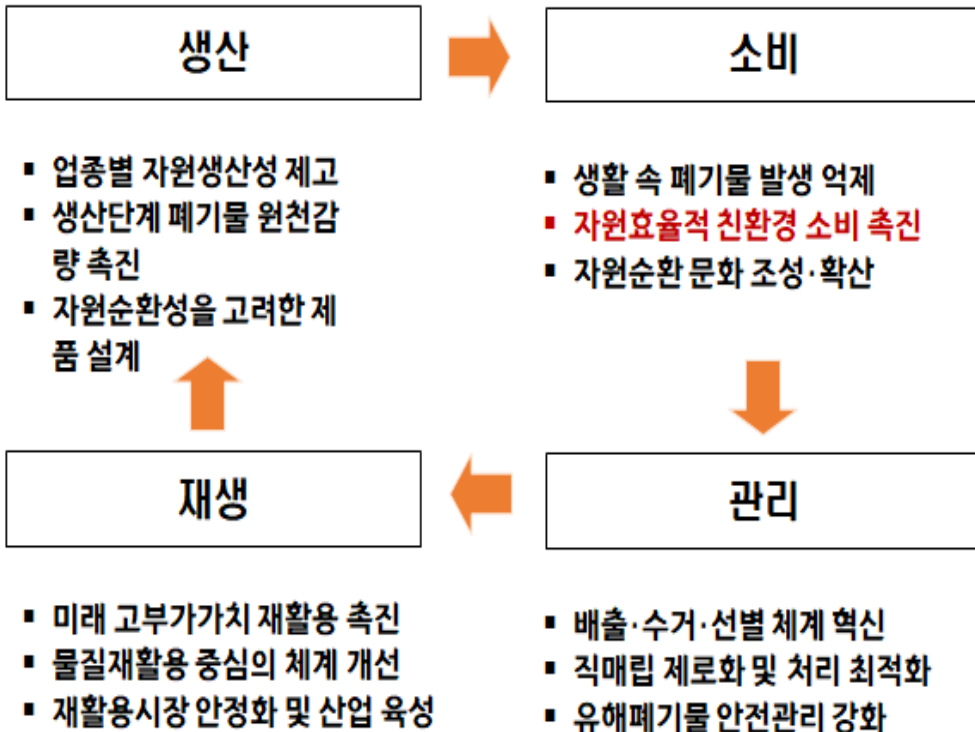 생산
▪ 업종별 자원생산성 제고
▪ 생산단계 폐기물 원천감
량 촉진
▪ 자원순환성을 고려한 제
품 설계
소비
▪ 생활 속 폐기물 발생 억제
▪ 자원효율적 친환경 소비 촉진
▪ 자원순환 문화 조성·확산
관리
▪ 배출·수거·선별 체계 혁신
▪ 직매립 제로화 및 처리 최적화
▪ 유해폐기물 안전관리 강화
재생
▪ 미래 고부가가치 재활용 촉진
▪ 물질재활용 중심의 체계 개선
▪ 재활용시장 안정화 및 산업 육성